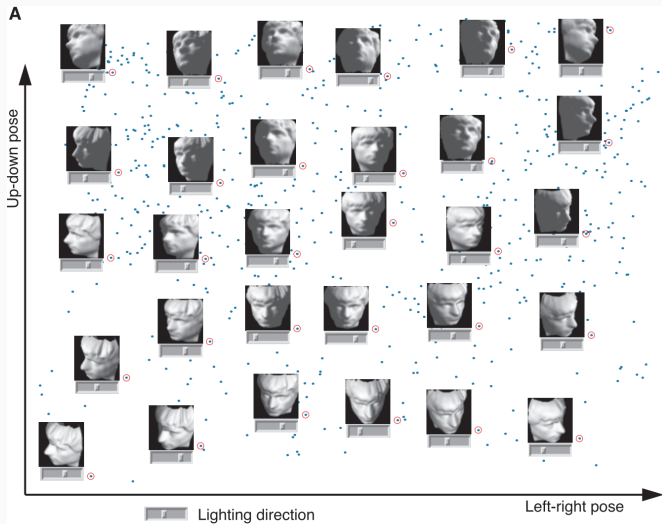 A
Up-down pose
Left-right pose
Lighting direction